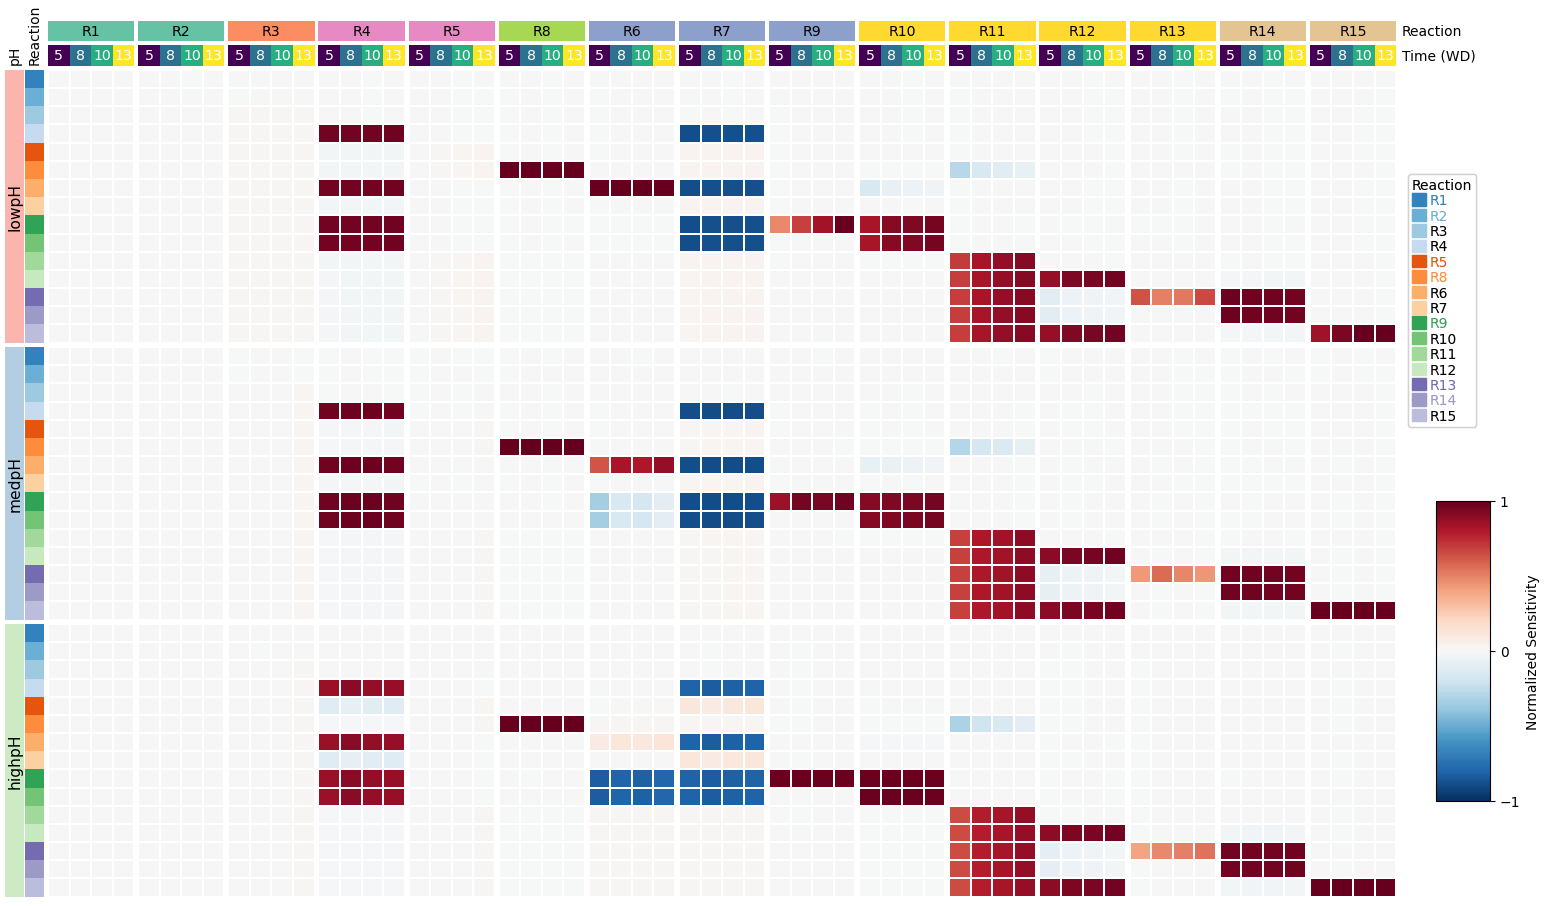 R1 R2 R3 R4 R5 R8 R6 R7 R9 R10 R11 R12 R13 R14 R15 Reaction
5 8 10 13 5 8 10 13 5 8 10 13 5 8 10 13 5 8 10 13 5 8 10 13 5 8 10 13 5 8 10 13 5 8 10 13 5 8 10 13 5 8 10 13 5 8 10 13 5 8 10 13 5 8 10 13 5 8 10 13 Time (WD)
pH
Reaction
lowpH
medpH
highpH
Reaction
R1
R2
R3
R4
R5
R8
R6
R7
R9
R10
R11
R12
R13
R14
R15
1
0
−1
Normalized Sensitivity